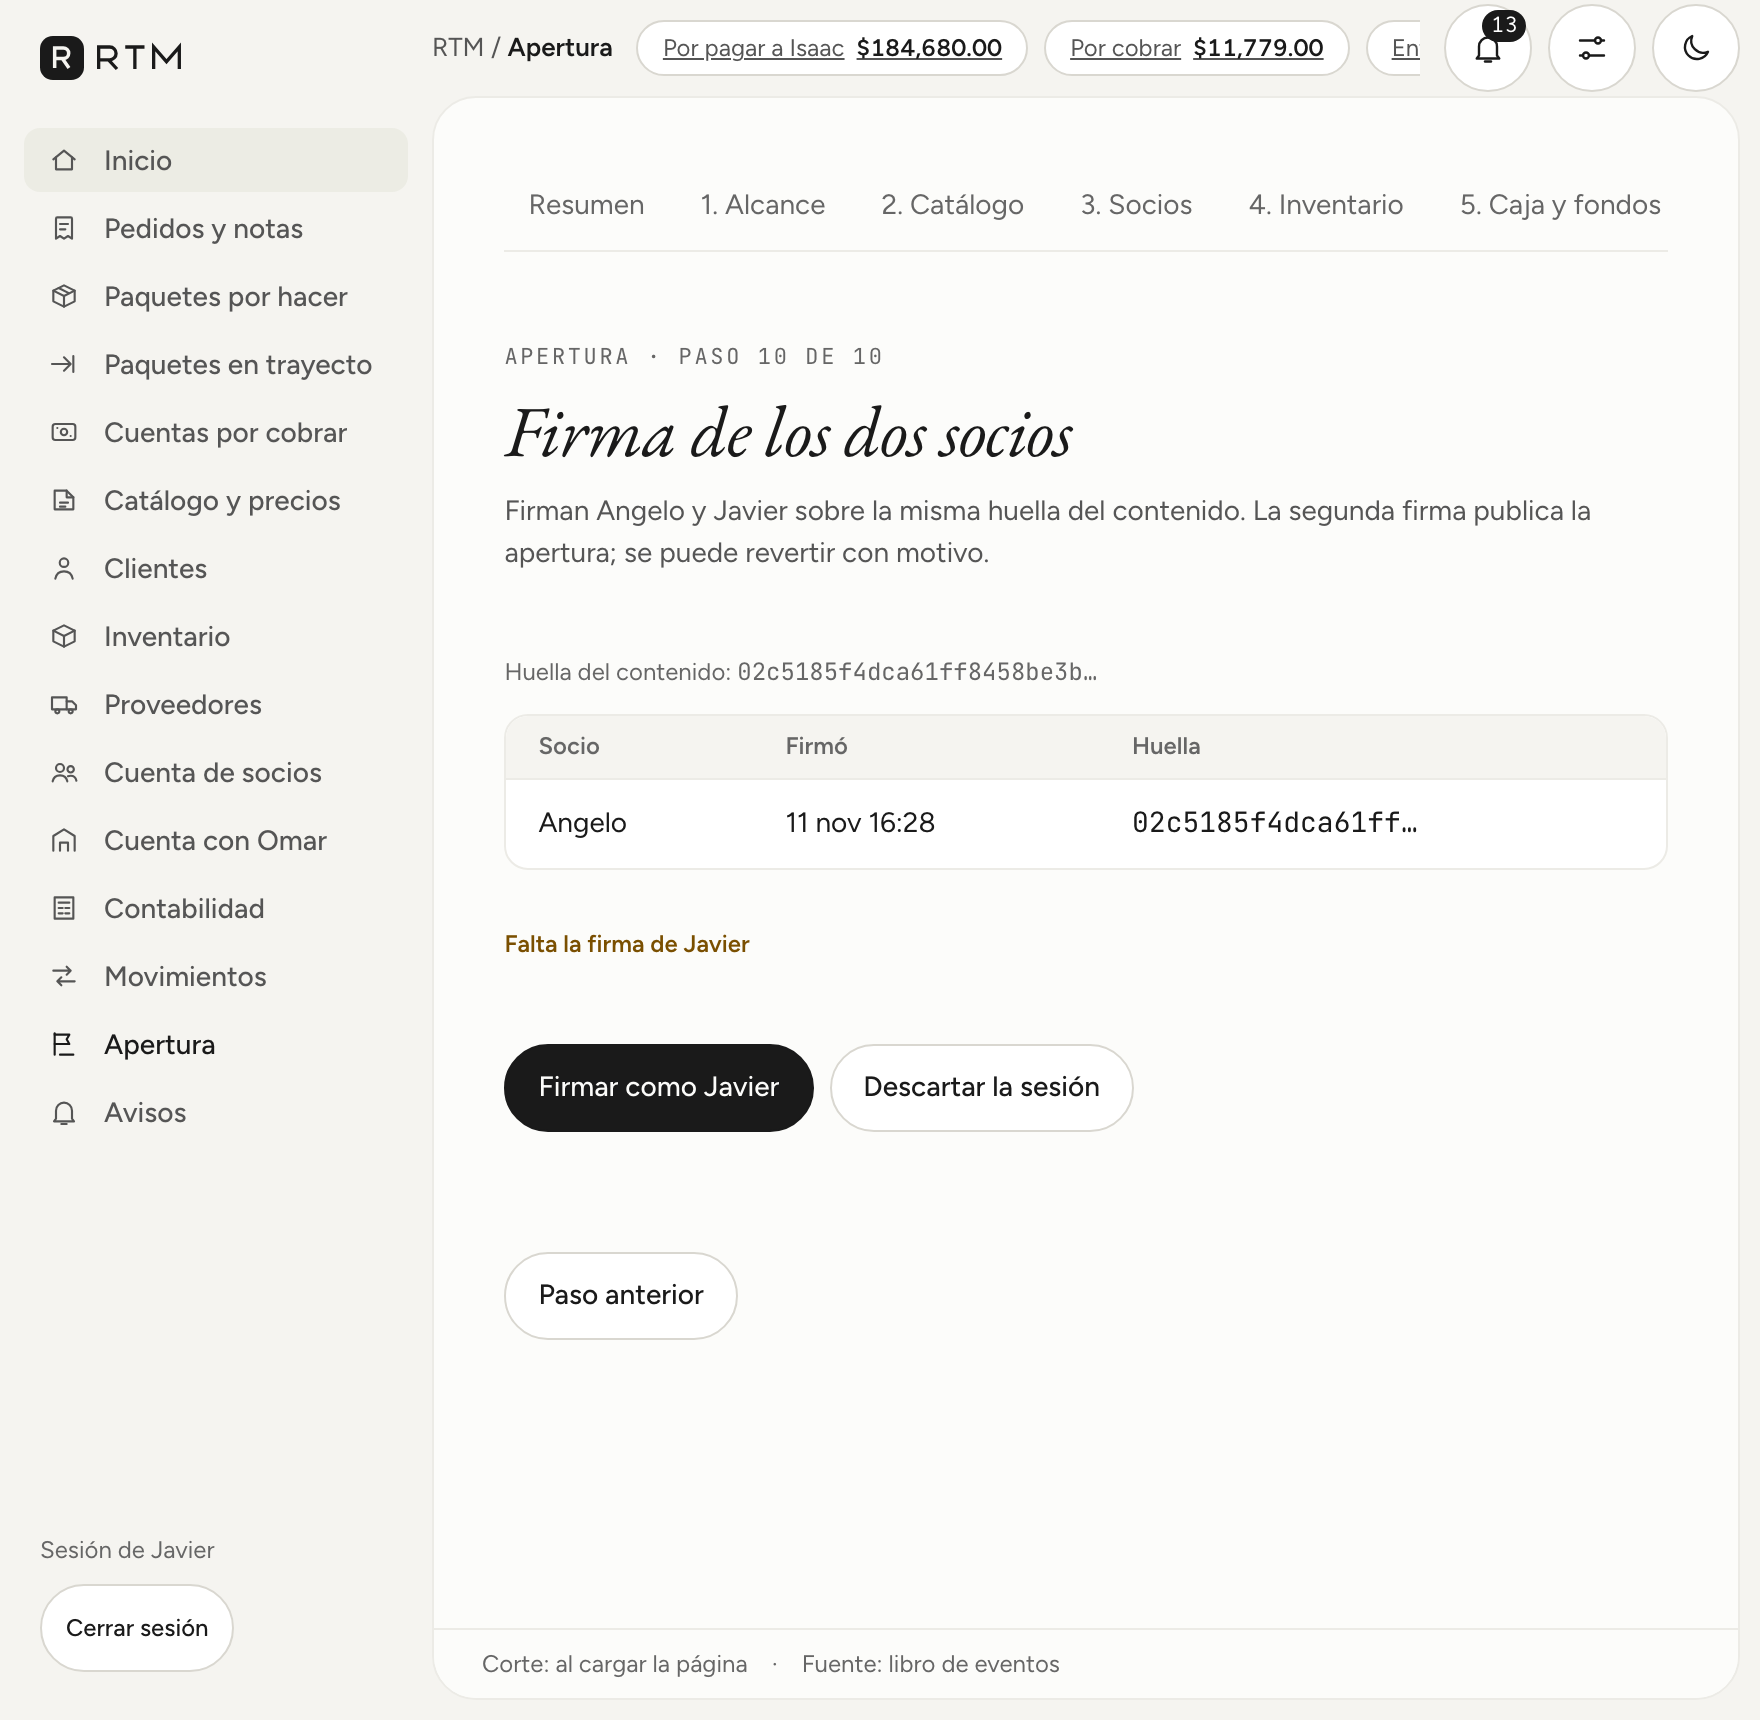 R RTM
RTM / Apertura
Por pagar a Isaac $184,680.00
Por cobrar $11,779.00
En
13
Inicio
Pedidos y notas
Paquetes por hacer
Paquetes en trayecto
Cuentas por cobrar
Catálogo y precios
Clientes
Inventario
Proveedores
Cuenta de socios
Cuenta con Omar
Contabilidad
Movimientos
Apertura
Avisos
Sesión de Javier
Cerrar sesión
Resumen 1. Alcance 2. Catálogo 3. Socios 4. Inventario 5. Caja y fondos
APERTURA · PASO 10 DE 10
Firma de los dos socios
Firman Angelo y Javier sobre la misma huella del contenido. La segunda firma publica la
apertura; se puede revertir con motivo.
Huella del contenido: 02c5185f4dca61ff8458be3b…
Socio Firmó Huella
Angelo 11 nov 16:28 02c5185f4dca61ff…
Falta la firma de Javier
Firmar como Javier Descartar la sesión
Paso anterior
Corte: al cargar la página · Fuente: libro de eventos